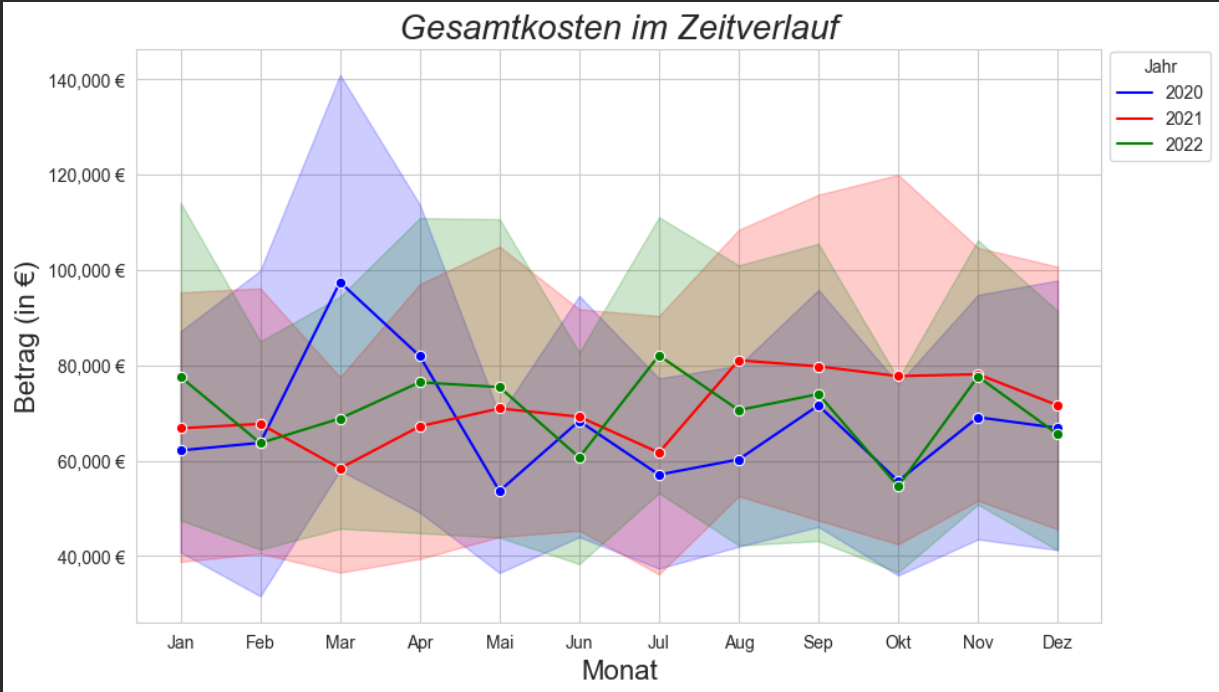 Gesamtkosten im Zeitverlauf
Jahr
2020
2021
2022
Betrag (in €)
140,000 €
120,000 €
100,000 €
80,000 €
60,000 €
40,000 €
Jan Feb Mar Apr Mai Jun Jul Aug Sep Okt Nov Dez
Monat